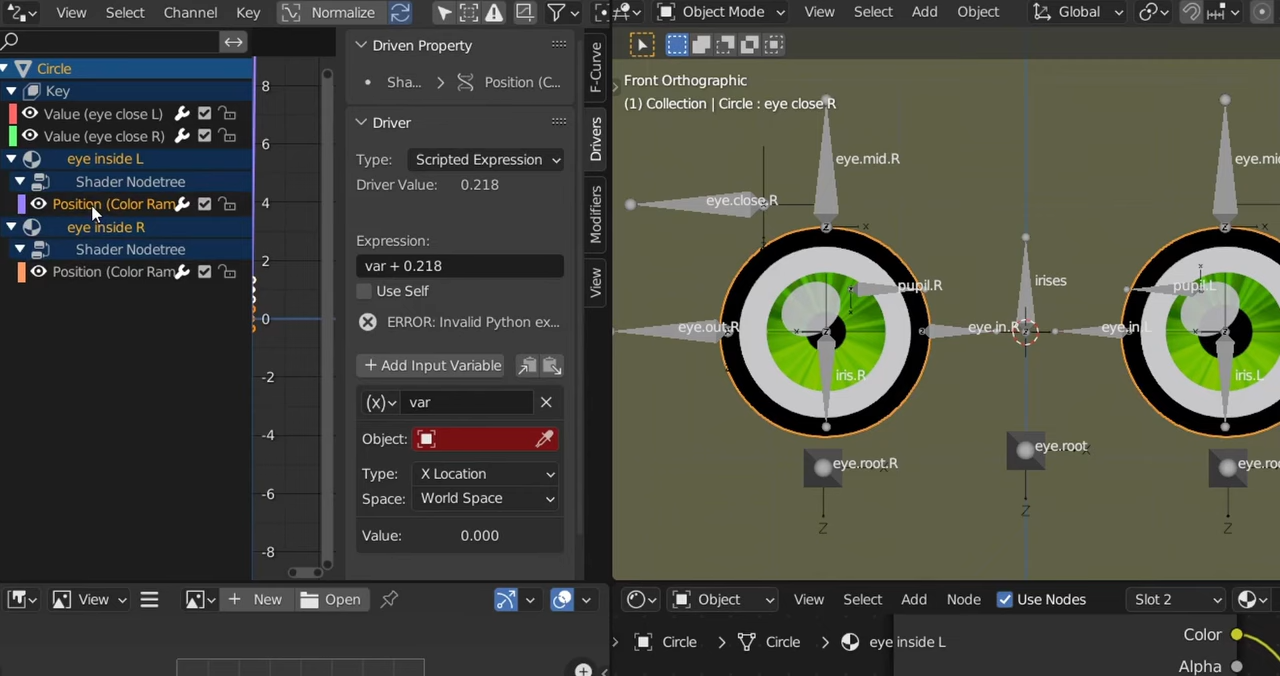 View Select Channel Key Normalize
Circle
Key
Value (eye close L)
Value (eye close R)
eye inside L
Shader Nodetree
Position (Color Ram
eye inside R
Shader Nodetree
Position (Color Ram
8
6
4
2
0
-2
-4
-6
-8
Driven Property
Sha... Position (C...
Driver
Type: Scripted Expression
Driver Value: 0.218
Expression:
var + 0.218
Use Self
ERROR: Invalid Python ex...
+ Add Input Variable
(x) var
Object:
Type: X Location
Space: World Space
Value: 0.000
F-Curve
Drivers
Modifiers
View
Object Mode View Select Add Object Global
Front Orthographic
(1) Collection | Circle : eye close R
eye.mid.R
eye.mid
eye.close.R
irises
pupil.R
pupil.L
eye.out.R
eye.in.R
eye.in.L
iris.R
iris.L
eye.root
eye.root.R
eye.roo
Z
Z
Z
View New Open
Object View Select Add Node Use Nodes Slot 2
Circle Circle eye inside L
Color
Alpha